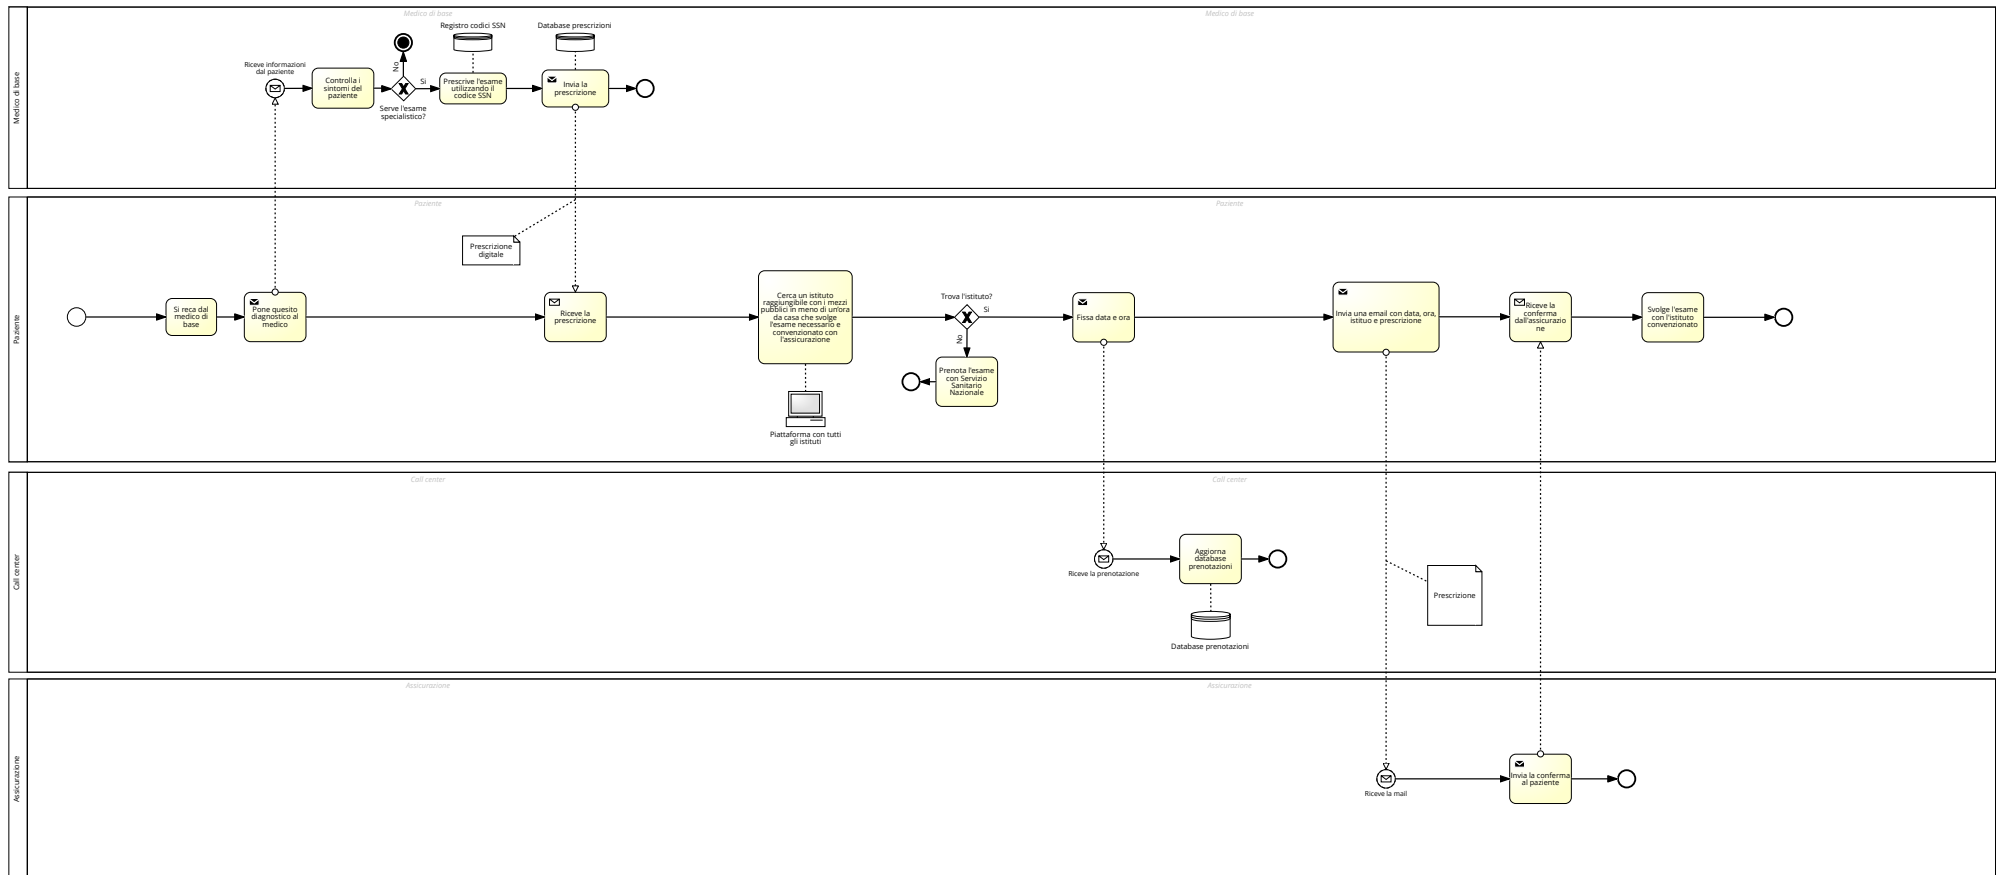 Medico di base
Medico di base
Medico di base
Registro codici SSN
Database prescrizioni
Riceve informazioni
dal paziente
Controlla i
sintomi del
paziente
No
Si
Serve l'esame
specialistico?
Prescrive l'esame
utilizzando il
codice SSN
Invia la
prescrizione
Paziente
Paziente
Paziente
Prescrizione
digitale
Si reca dal
medico di
base
Pone quesito
diagnostico al
medico
Riceve la
prescrizione
Cerca un istituto
raggiungibile con i mezzi
pubblici in meno di un'ora
da casa che svolge
l'esame necessario e
convenzionato con
l'assicurazione
Piattaforma con tutti
gli istituti
Trova l'istituto?
Si
No
Prenota l'esame
con Servizio
Sanitario
Nazionale
Fissa data e ora
Invia una email con data, ora,
istituo e prescrizione
Riceve la
conferma
dall'assicurazio
ne
Svolge l'esame
con l'istituto
convenzionato
Call center
Call center
Call center
Riceve la prenotazione
Aggiorna
database
prenotazioni
Database prenotazioni
Prescrizione
Assicurazione
Assicurazione
Assicurazione
Riceve la mail
Invia la conferma
al paziente